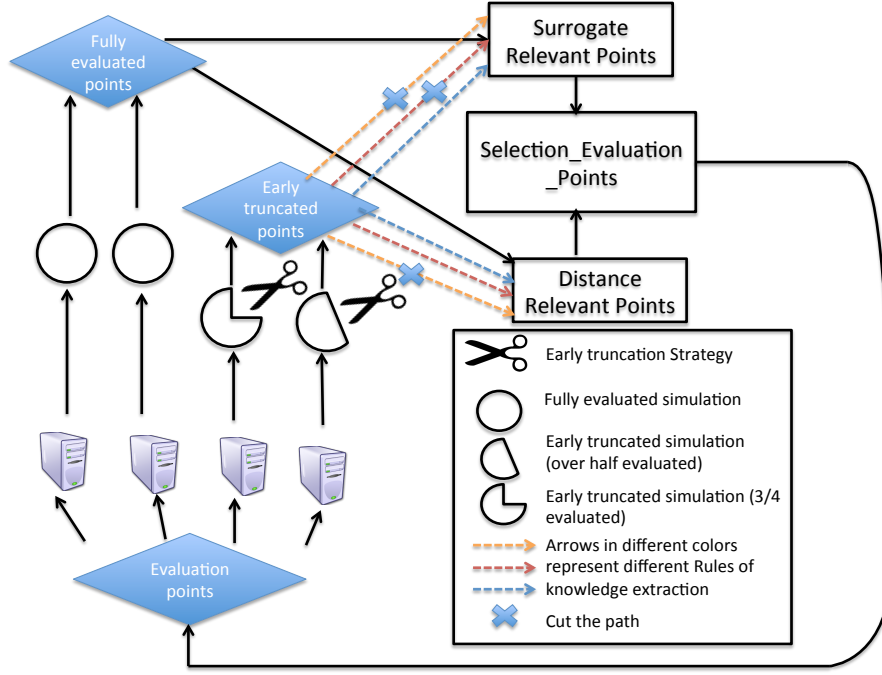 Fully
evaluated
points
Surrogate
Relevant Points
Selection_Evaluation
_Points
Early
truncated
points
Distance
Relevant Points
Early truncation Strategy
Fully evaluated simulation
Early truncated simulation
(over half evaluated)
Early truncated simulation (3/4
evaluated)
Arrows in different colors
represent different Rules of
knowledge extraction
Cut the path
Evaluation
points